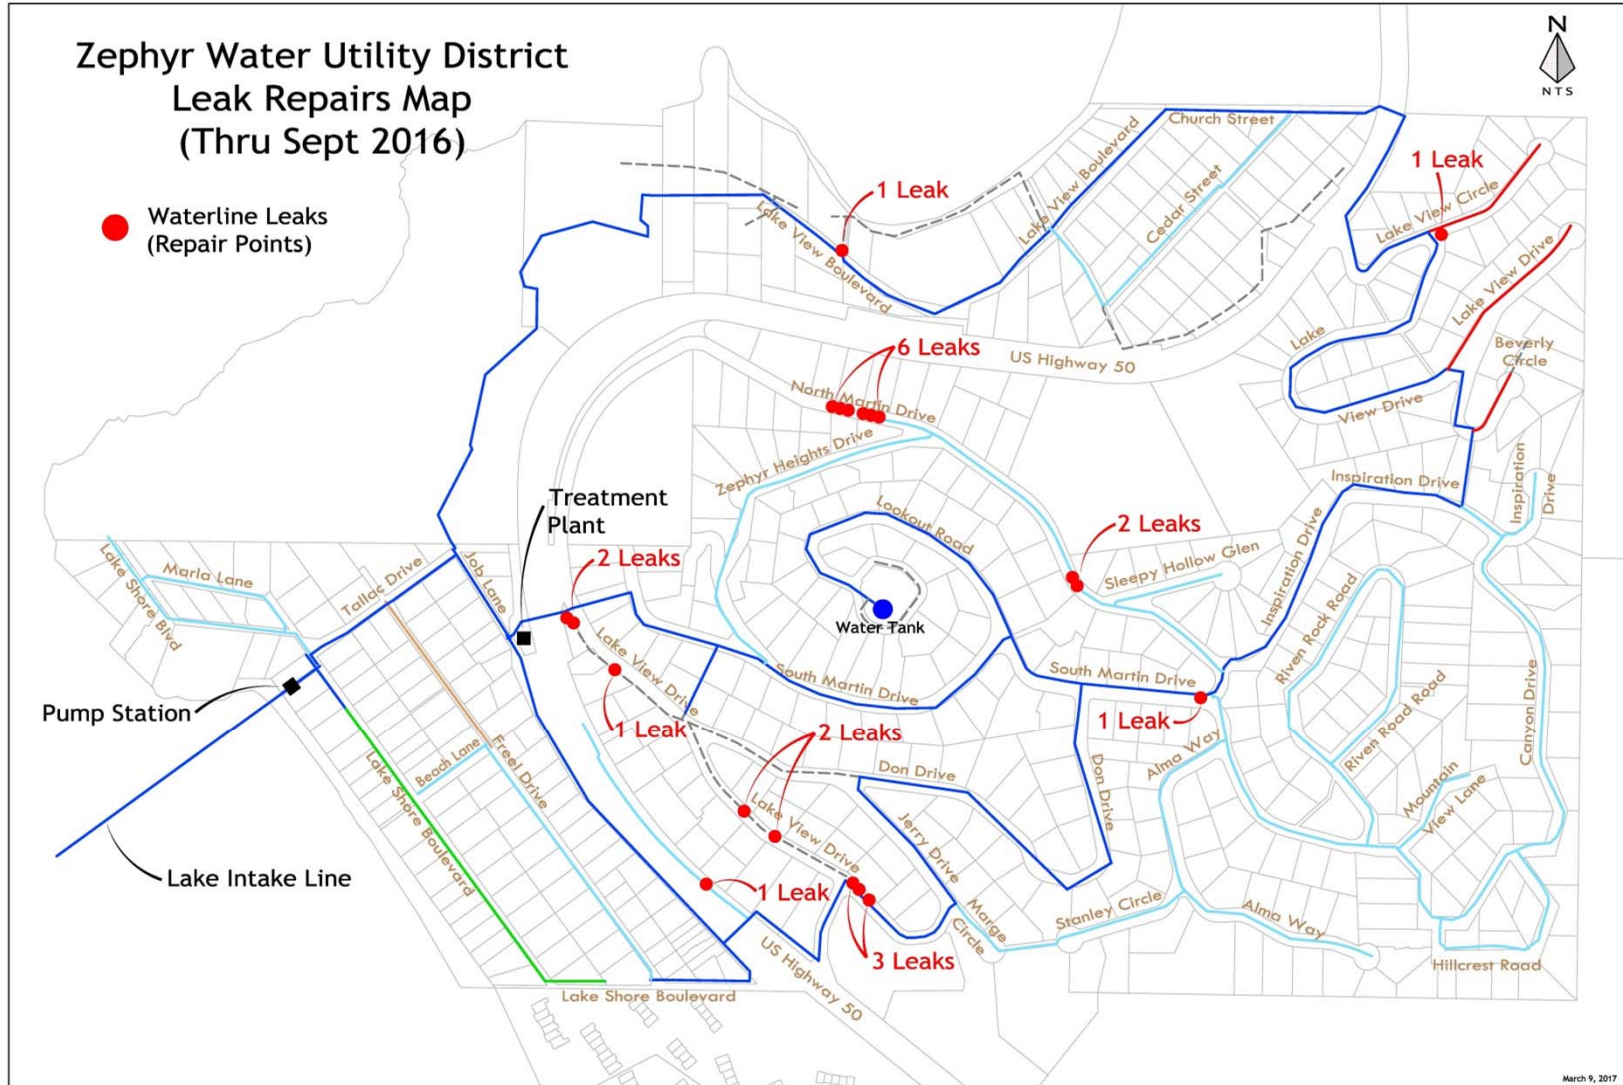 Zephyr Water Utility District
Leak Repairs Map
(Thru Sept 2016)
N
NTS
Waterline Leaks
(Repair Points)
Church Street
Lake View Boulevard
Cedar Street
1 Leak
Lake View Circle
1 Leak
Lake View Boulevard
Lake View Drive
Lake
View Drive
Beverly
Circle
US Highway 50
6 Leaks
North Martin Drive
Zephyr Heights Drive
Lookout Road
Inspiration Drive
Inspiration
Drive
Treatment
Plant
2 Leaks
2 Leaks
Sleepy Hollow Glen
Inspiration Drive
Riven Rock Road
Marla Lane
Lake Shore Blvd
Tallac Drive
Job Lane
Water Tank
Lake View Drive
South Martin Drive
South Martin Drive
1 Leak
Pump Station
1 Leak
2 Leaks
Riven Road Road
Canyon Drive
Alma Way
Don Drive
Don Drive
Beach Lane
Freel Drive
Lake Shore Boulevard
Mountain
View Lane
Lake View Drive
Jerry Drive
Lake Intake Line
1 Leak
3 Leaks
Marge
Circle
Stanley Circle
Alma Way
Hillcrest Road
US Highway 50
Lake Shore Boulevard
March 9, 2017